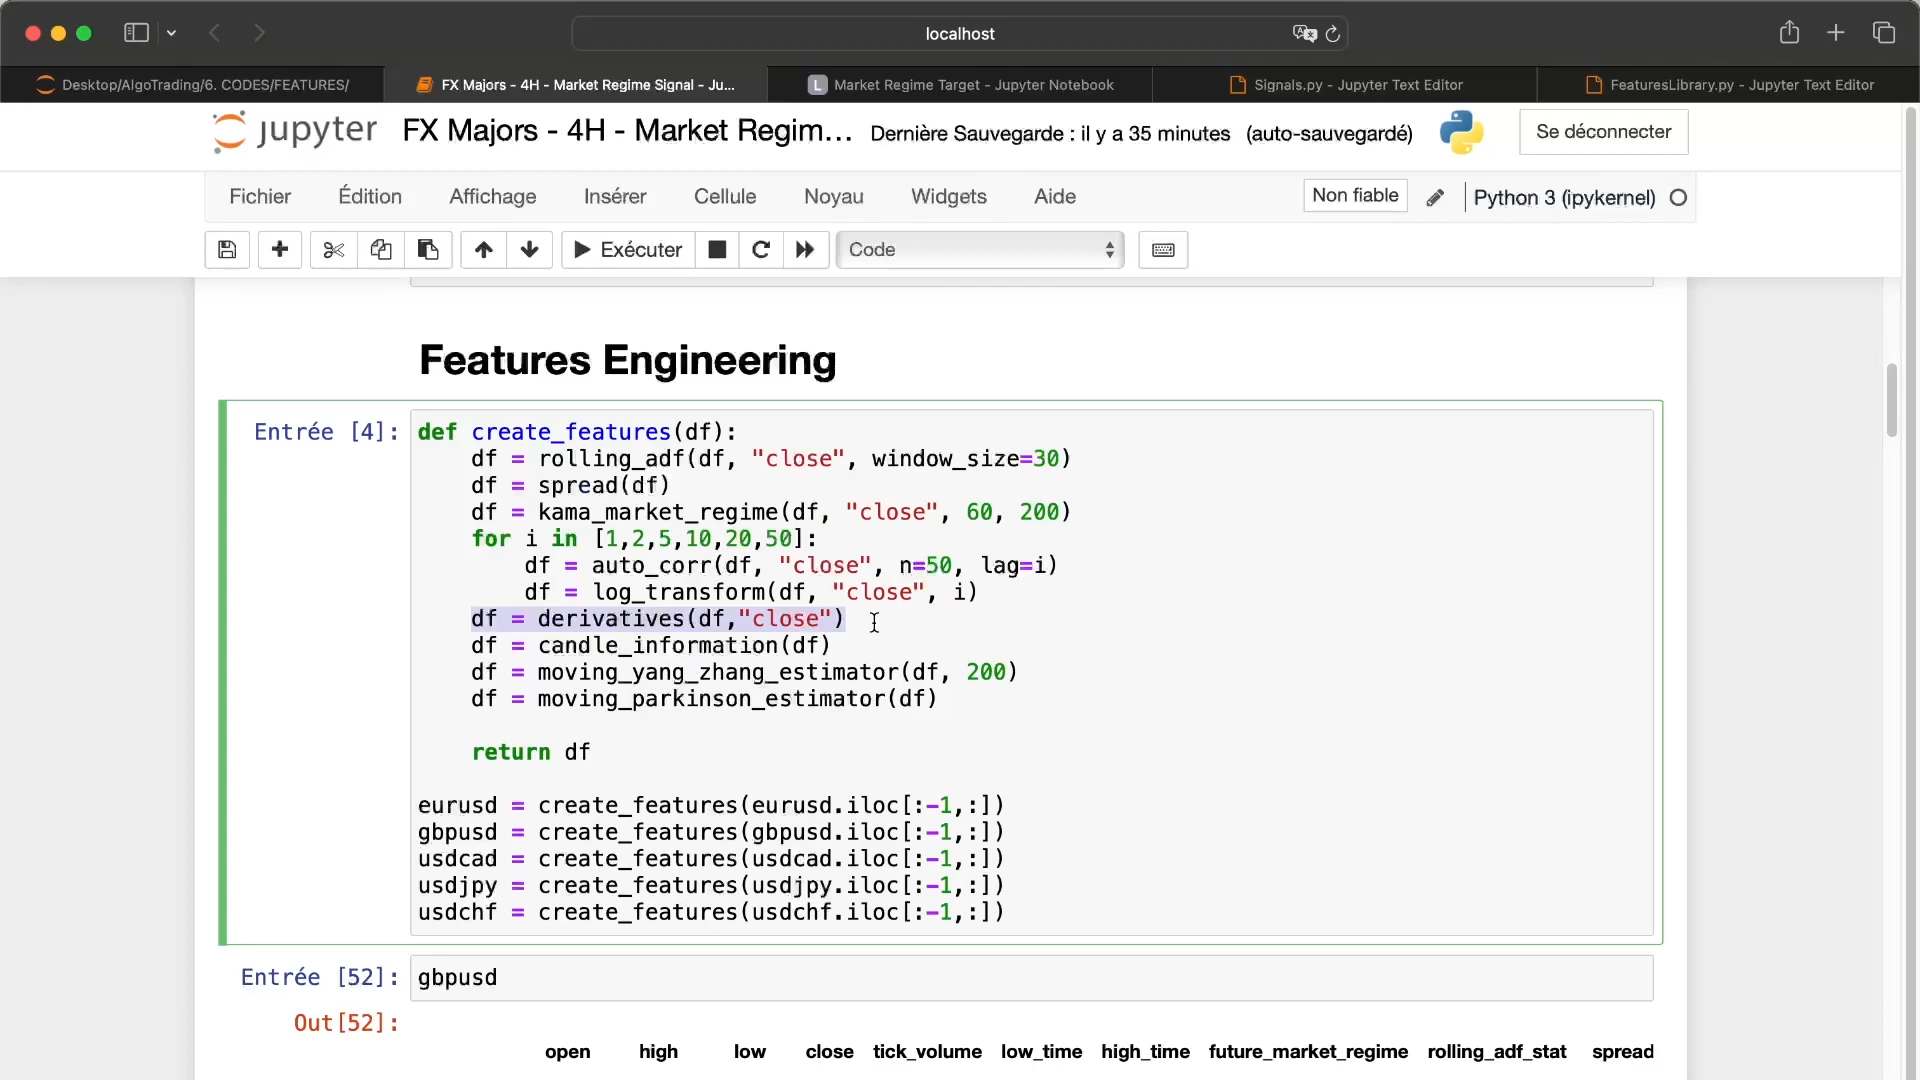 localhost
Desktop/AlgoTrading/6. CODES/FEATURES/
FX Majors - 4H - Market Regime Signal - Ju...
L Market Regime Target - Jupyter Notebook
Signals.py - Jupyter Text Editor
FeaturesLibrary.py - Jupyter Text Editor
jupyter FX Majors - 4H - Market Regim... Dernière Sauvegarde : il y a 35 minutes (auto-sauvegardé) Se déconnecter
Fichier Édition Affichage Insérer Cellule Noyau Widgets Aide Non fiable Python 3 (ipykernel)
Exécuter Code
Features Engineering
Entrée [4]: def create_features(df):
df = rolling_adf(df, "close", window_size=30)
df = spread(df)
df = kama_market_regime(df, "close", 60, 200)
for i in [1,2,5,10,20,50]:
df = auto_corr(df, "close", n=50, lag=i)
df = log_transform(df, "close", i)
df = derivatives(df,"close")
df = candle_information(df)
df = moving_yang_zhang_estimator(df, 200)
df = moving_parkinson_estimator(df)
return df
eurusd = create_features(eurusd.iloc[:-1,:])
gbpusd = create_features(gbpusd.iloc[:-1,:])
usdcad = create_features(usdcad.iloc[:-1,:])
usdjpy = create_features(usdjpy.iloc[:-1,:])
usdchf = create_features(usdchf.iloc[:-1,:])
Entrée [52]: gbpusd
Out[52]:
open high low close tick_volume low_time high_time future_market_regime rolling_adf_stat spread